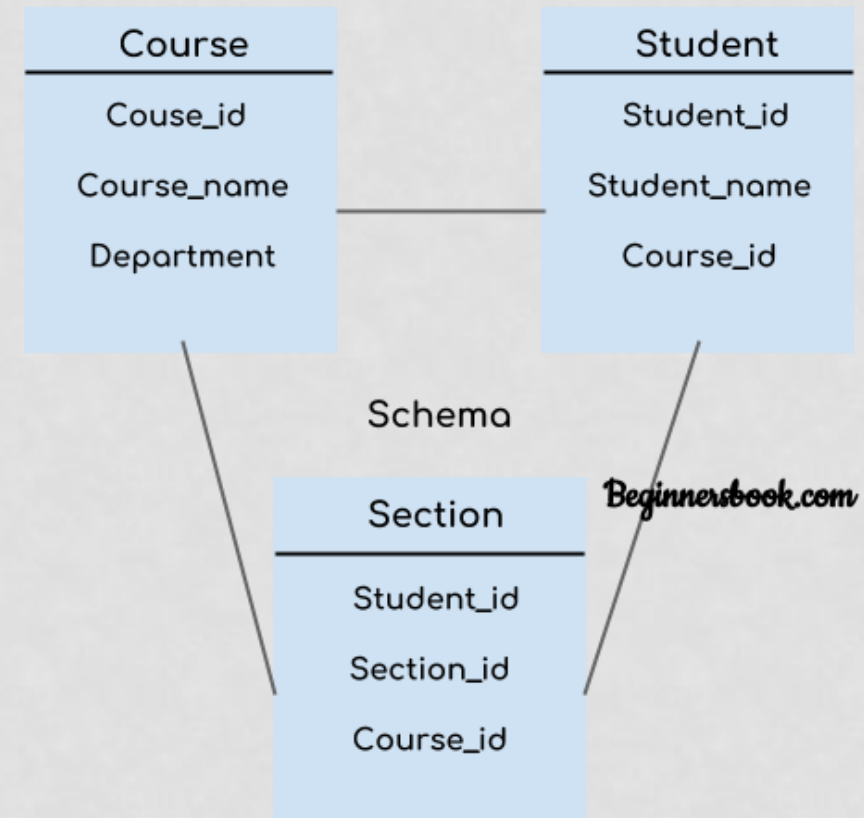 Course
Couse_id
Course_name
Department
Student
Student_id
Student_name
Course_id
Schema
Beginnersbook.com
Section
Student_id
Section_id
Course_id